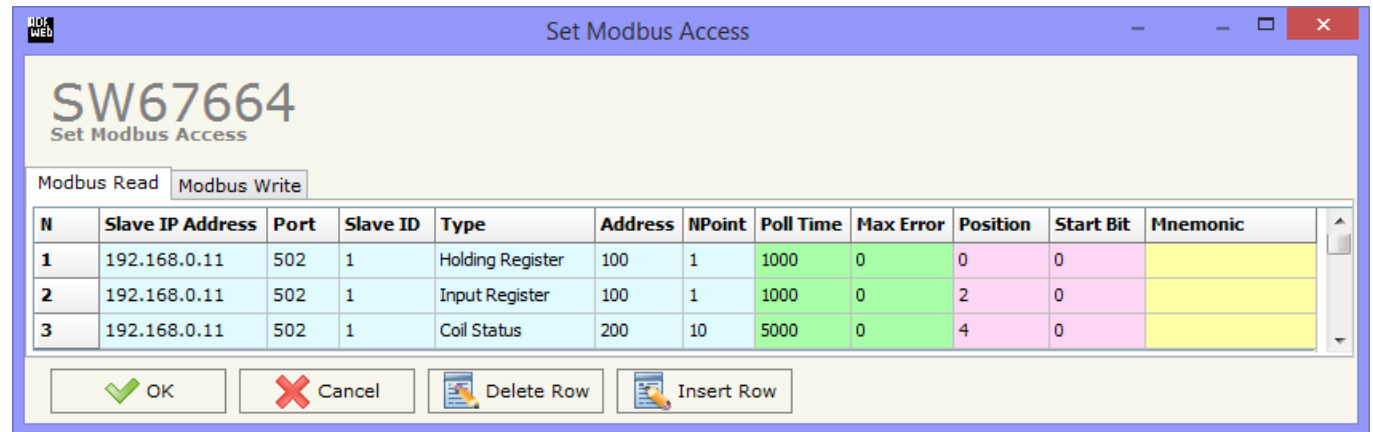 ADF
WEB
Set Modbus Access
SW67664
Set Modbus Access
Modbus Read Modbus Write
N Slave IP Address Port Slave ID Type Address NPoint Poll Time Max Error Position Start Bit Mnemonic
1 192.168.0.11 502 1 Holding Register 100 1 1000 0 0 0
2 192.168.0.11 502 1 Input Register 100 1 1000 0 2 0
3 192.168.0.11 502 1 Coil Status 200 10 5000 0 4 0
OK Cancel Delete Row Insert Row